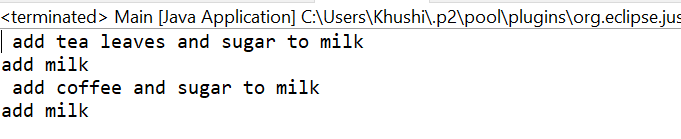 <terminated> Main [Java Application] C:\Users\Khushi\.p2\pool\plugins\org.eclipse.jus
add tea leaves and sugar to milk
add milk
add coffee and sugar to milk
add milk